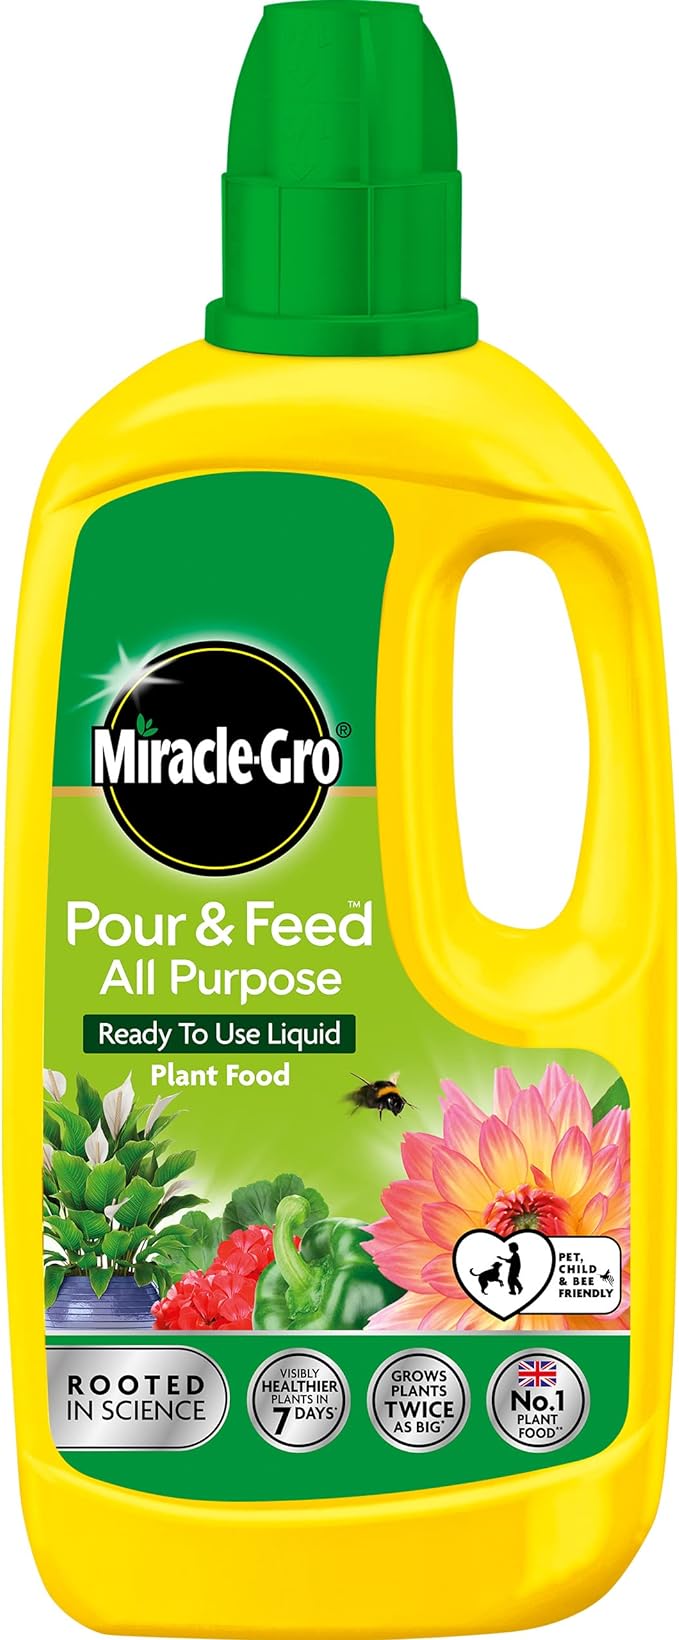 Miracle-Gro®
Pour & Feed™
All Purpose
Ready To Use Liquid
Plant Food
PET,
CHILD
& BEE
FRIENDLY
ROOTED
IN SCIENCE
VISIBLY
HEALTHIER
PLANTS IN
7 DAYS*
GROWS
PLANTS
TWICE
AS BIG*
No.1
PLANT
FOOD**